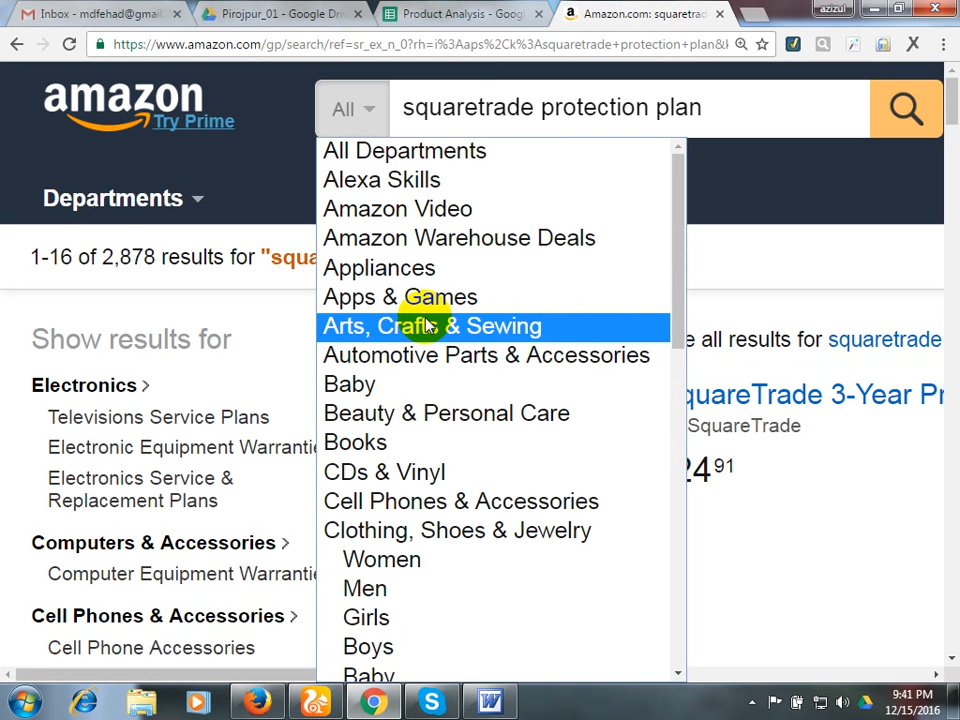 Inbox - mdfehad@gmail
Pirojpur_01 - Google Dri
Product Analysis - Goog
Amazon.com: squaretrad
azizul
https://www.amazon.com/gp/search/ref=sr_ex_n_0?rh=i%3Aaps%2Ck%3Asquaretrade+protection+plan&k
amazon
Try Prime
All
squaretrade protection plan
Departments
1-16 of 2,878 results for "squa
All Departments
Alexa Skills
Amazon Video
Amazon Warehouse Deals
Appliances
Apps & Games
Arts, Crafts & Sewing
Automotive Parts & Accessories
Baby
Beauty & Personal Care
Books
CDs & Vinyl
Cell Phones & Accessories
Clothing, Shoes & Jewelry
Women
Men
Girls
Boys
Baby
Show results for
Electronics
Televisions Service Plans
Electronic Equipment Warrantie
Electronics Service &
Replacement Plans
Computers & Accessories
Computer Equipment Warrantie
Cell Phones & Accessories
Cell Phone Accessories
e all results for squaretrade
quareTrade 3-Year Pr
SquareTrade
24 91
9:41 PM
12/15/2016